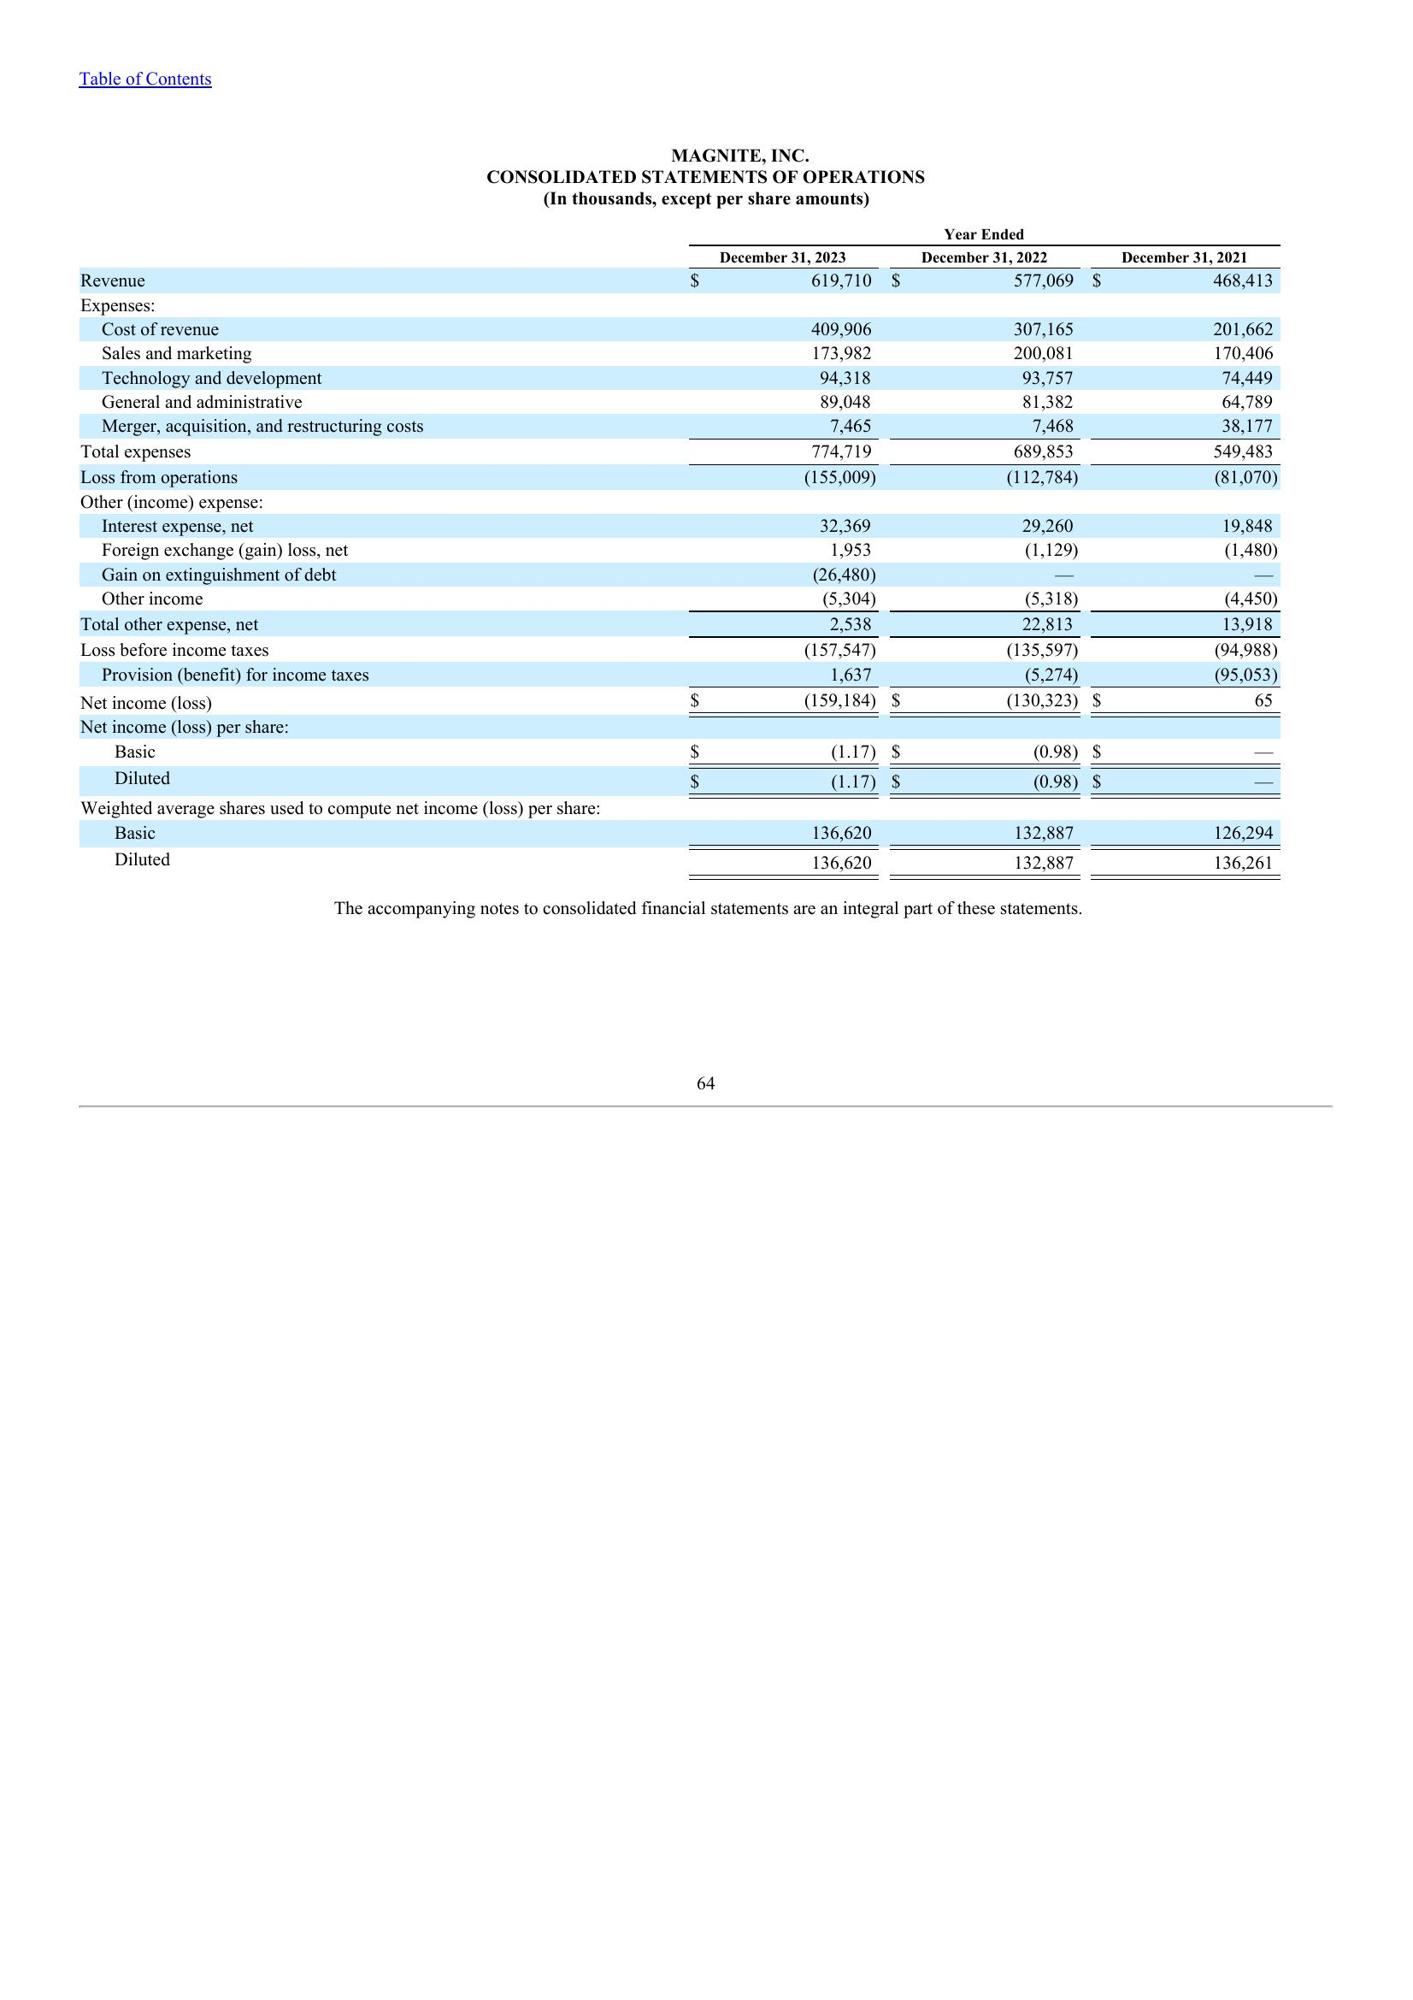 Table of Contents
MAGNITE, INC.
CONSOLIDATED STATEMENTS OF OPERATIONS
(In thousands, except per share amounts)
Year Ended
December 31, 2023 December 31, 2022 December 31, 2021
Revenue $ 619,710 $ 577,069 $ 468,413
Expenses:
Cost of revenue 409,906 307,165 201,662
Sales and marketing 173,982 200,081 170,406
Technology and development 94,318 93,757 74,449
General and administrative 89,048 81,382 64,789
Merger, acquisition, and restructuring costs 7,465 7,468 38,177
Total expenses 774,719 689,853 549,483
Loss from operations (155,009) (112,784) (81,070)
Other (income) expense:
Interest expense, net 32,369 29,260 19,848
Foreign exchange (gain) loss, net 1,953 (1,129) (1,480)
Gain on extinguishment of debt (26,480) — —
Other income (5,304) (5,318) (4,450)
Total other expense, net 2,538 22,813 13,918
Loss before income taxes (157,547) (135,597) (94,988)
Provision (benefit) for income taxes 1,637 (5,274) (95,053)
Net income (loss) $ (159,184) $ (130,323) $ 65
Net income (loss) per share:
Basic $ (1.17) $ (0.98) $ —
Diluted $ (1.17) $ (0.98) $ —
Weighted average shares used to compute net income (loss) per share:
Basic 136,620 132,887 126,294
Diluted 136,620 132,887 136,261
The accompanying notes to consolidated financial statements are an integral part of these statements.
64